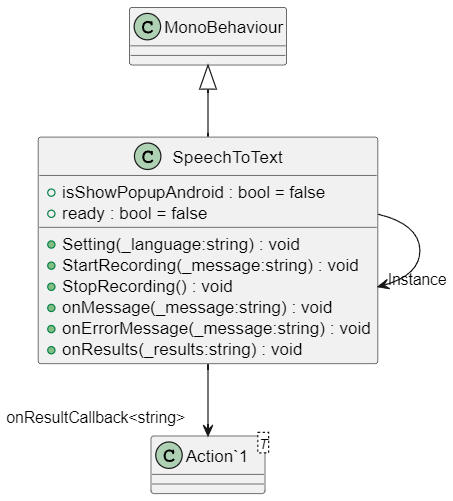 C MonoBehaviour
C SpeechToText
isShowPopupAndroid : bool = false
ready : bool = false
Setting(_language:string) : void
StartRecording(_message:string) : void
StopRecording() : void
onMessage(_message:string) : void
onErrorMessage(_message:string) : void
onResults(_results:string) : void
Instance
onResultCallback<string>
C Action`1 T